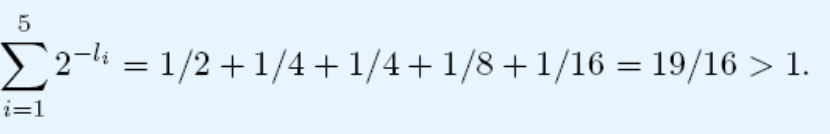 5
∑ 2^{-l_i} = 1/2 + 1/4 + 1/4 + 1/8 + 1/16 = 19/16 > 1.
i=1